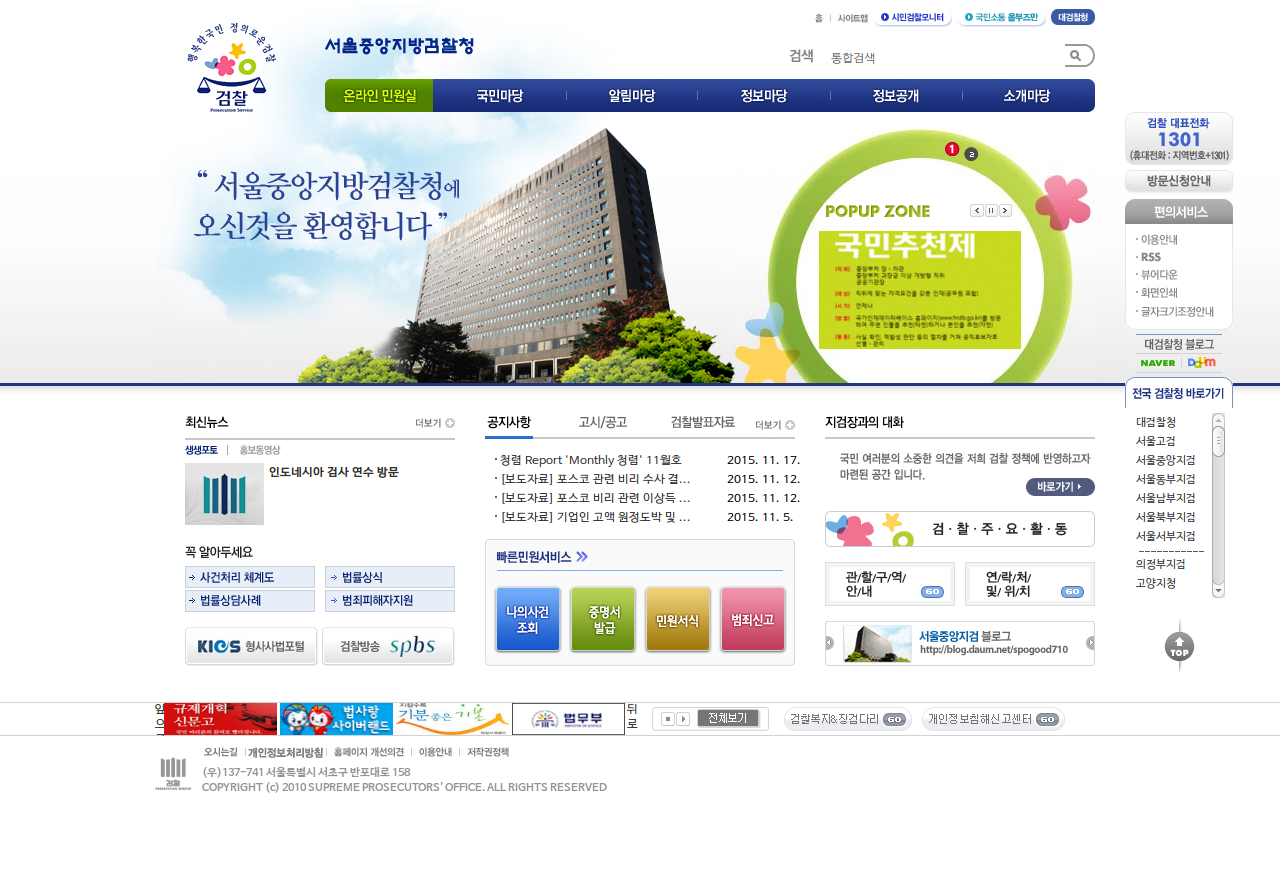 홈
사이트맵
시민검찰모니터
국민소통 옴부즈만
대검찰청
행복한국민 정의로운검찰
검찰
Prosecution Service
서울중앙지방검찰청
검색
통합검색
온라인 민원실
국민마당
알림마당
정보마당
정보공개
소개마당
“ 서울중앙지방검찰청에
오신것을 환영합니다 ”
1
2
POPUP ZONE
국민추천제
검찰 대표전화
1301
(휴대전화 : 지역번호+1301)
방문신청안내
편의서비스
· 이용안내
· RSS
· 뷰어다운
· 화면인쇄
· 글자크기조정안내
대검찰청 블로그
NAVER
Daum
전국 검찰청 바로가기
대검찰청
서울고검
서울중앙지검
서울동부지검
서울남부지검
서울북부지검
서울서부지검
------------
의정부지검
고양지청
TOP
최신뉴스
더보기
생생포토
홍보동영상
인도네시아 검사 연수 방문
꼭 알아두세요
사건처리 체계도
법률상식
법률상담사례
범죄피해자지원
KICS 형사사법포털
검찰방송 spbs
공지사항
고시/공고
검찰발표자료
더보기
· 청렴 Report 'Monthly 청렴' 11월호 2015. 11. 17.
· [보도자료] 포스코 관련 비리 수사 결... 2015. 11. 12.
· [보도자료] 포스코 비리 관련 이상득 ... 2015. 11. 12.
· [보도자료] 기업인 고액 원정도박 및 ... 2015. 11. 5.
빠른민원서비스
나의사건
조회
증명서
발급
민원서식
범죄신고
지검장과의 대화
국민 여러분의 소중한 의견을 저희 검찰 정책에 반영하고자
마련된 공간 입니다.
바로가기
검 · 찰 · 주 · 요 · 활 · 동
관/할/구/역/
안/내
GO
연/락/처/
및/ 위/치
GO
서울중앙지검 블로그
http://blog.daum.net/spogood710
앞
으
규제개혁
신문고
법사랑
사이버랜드
기분좋은
법무부
MINISTRY OF JUSTICE
뒤
로
전체보기
검찰복지&징검다리 GO
개인정보침해신고센터 GO
오시는길
개인정보처리방침
홈페이지 개선의견
이용안내
저작권정책
검찰
PROSECUTION SERVICE
(우)137-741 서울특별시 서초구 반포대로 158
COPYRIGHT (c) 2010 SUPREME PROSECUTORS' OFFICE. ALL RIGHTS RESERVED